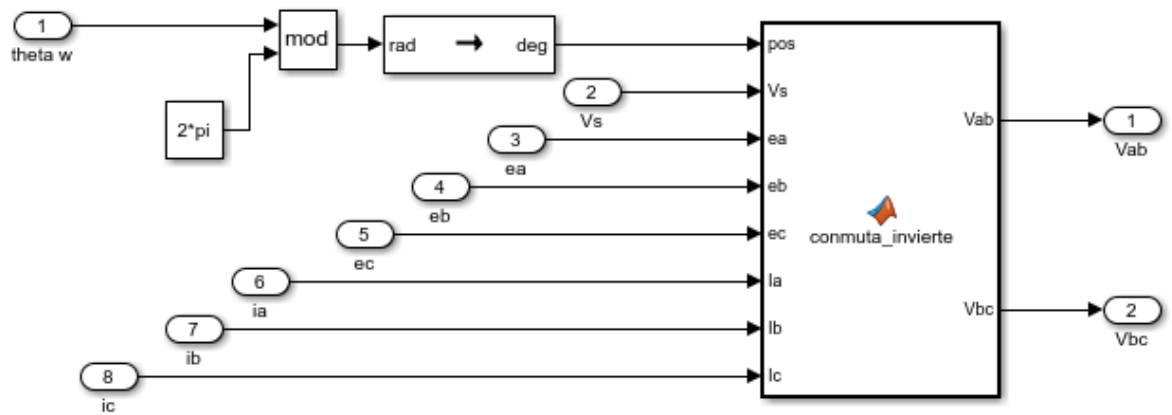 1
theta w
mod
2*pi
rad → deg
2
Vs
3
ea
4
eb
5
ec
6
ia
7
ib
8
ic
pos
Vs
ea
eb
ec
Ia
Ib
Ic
conmuta_invierte
Vab
Vbc
1
Vab
2
Vbc